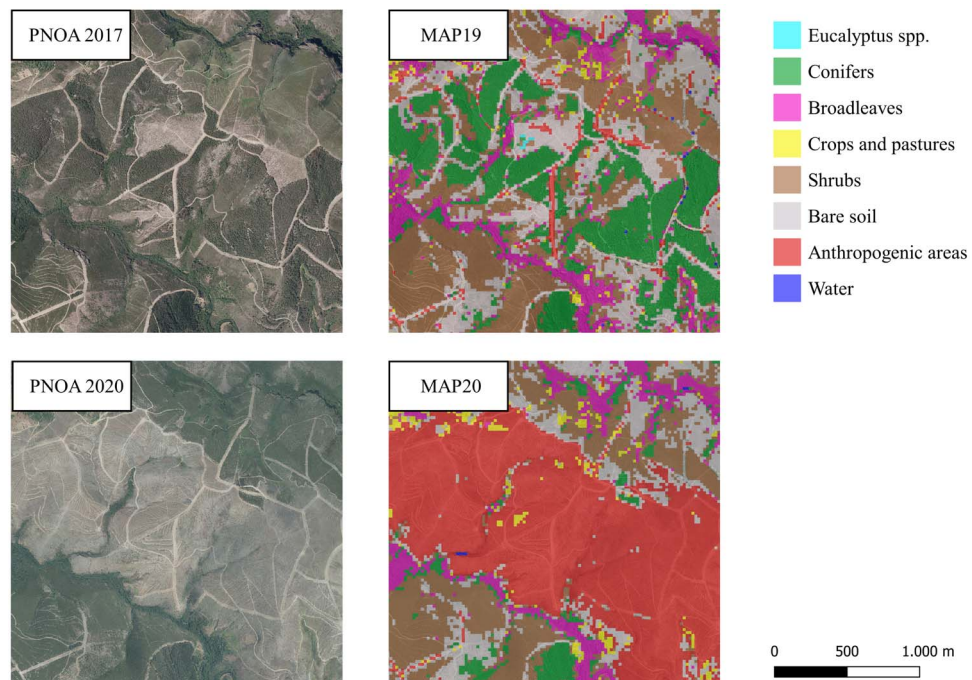 PNOA 2017
MAP19
Eucalyptus spp.
Conifers
Broadleaves
Crops and pastures
Shrubs
Bare soil
Anthropogenic areas
Water
PNOA 2020
MAP20
0 500 1.000 m